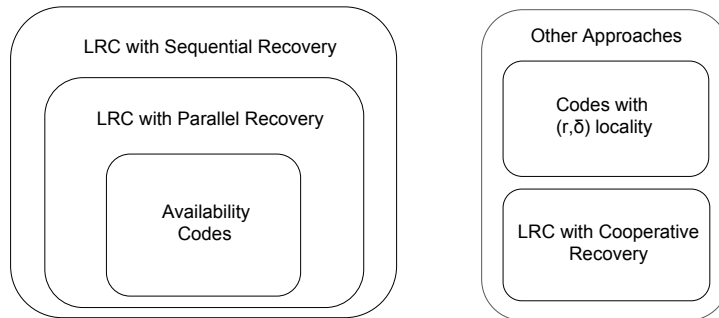 LRC with Sequential Recovery
LRC with Parallel Recovery
Availability
Codes
Other Approaches
Codes with
(r,δ) locality
LRC with Cooperative
Recovery